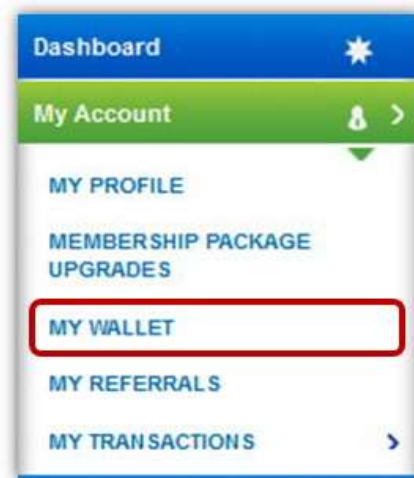 Dashboard
My Account
MY PROFILE
MEMBERSHIP PACKAGE
UPGRADES
MY WALLET
MY REFERRALS
MY TRANSACTIONS